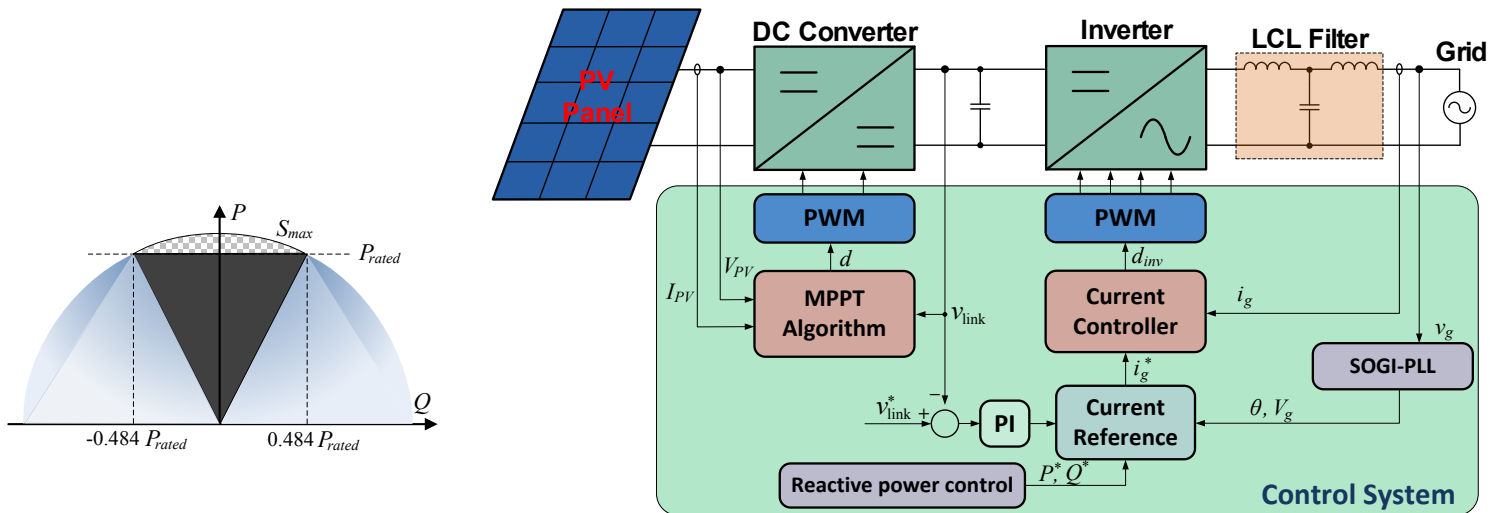 P
S_max
P_rated
Q
-0.484 P_rated
0.484 P_rated
PV
Panel
DC Converter
Inverter
LCL Filter
Grid
PWM
PWM
d
d_inv
V_PV
I_PV
MPPT
Algorithm
v_link
Current
Controller
i_g
v_g
i_g^*
SOGI-PLL
v_link^*
+
−
PI
Current
Reference
θ, V_g
Reactive power control
P^*, Q^*
Control System